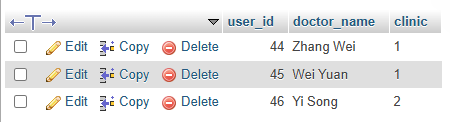 user_id doctor_name clinic
Edit Copy Delete 44 Zhang Wei 1
Edit Copy Delete 45 Wei Yuan 1
Edit Copy Delete 46 Yi Song 2